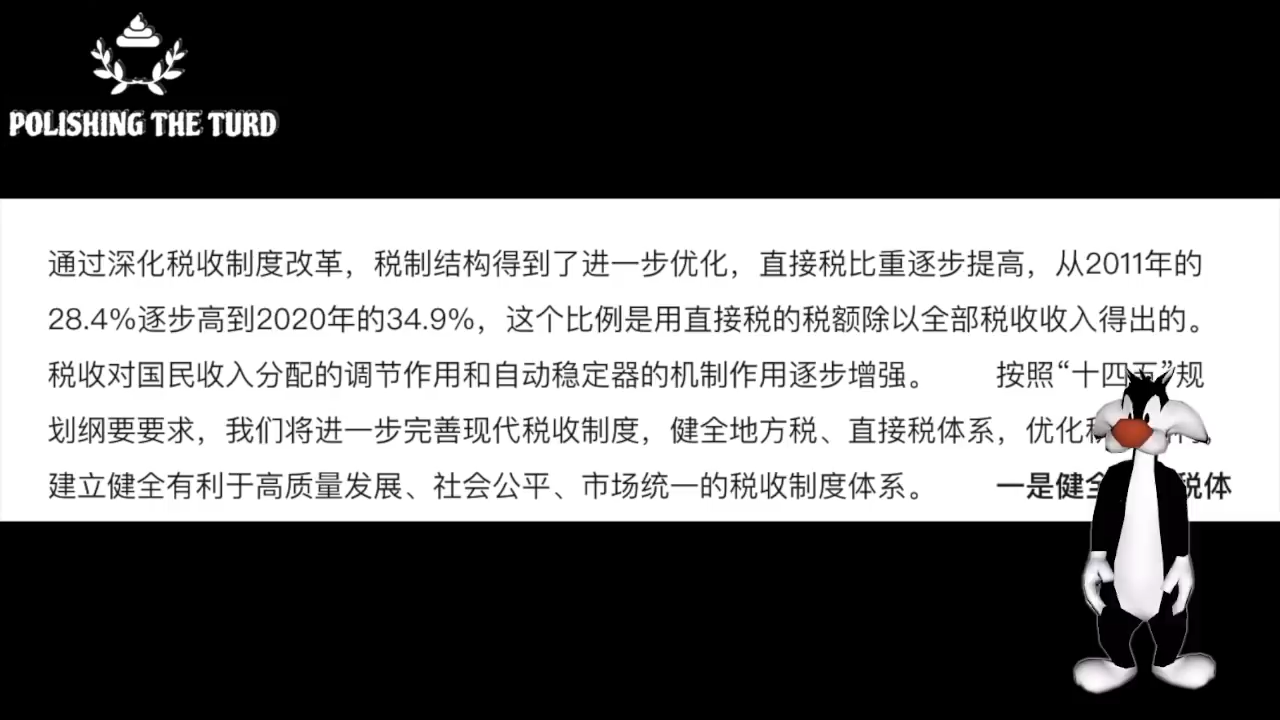 POLISHING THE TURD
通过深化税收制度改革，税制结构得到了进一步优化，直接税比重逐步提高，从2011年的
28.4%逐步高到2020年的34.9%，这个比例是用直接税的税额除以全部税收收入得出的。
税收对国民收入分配的调节作用和自动稳定器的机制作用逐步增强。 按照“十四五”规
划纲要要求，我们将进一步完善现代税收制度，健全地方税、直接税体系，优化
建立健全有利于高质量发展、社会公平、市场统一的税收制度体系。 一是健全 税体